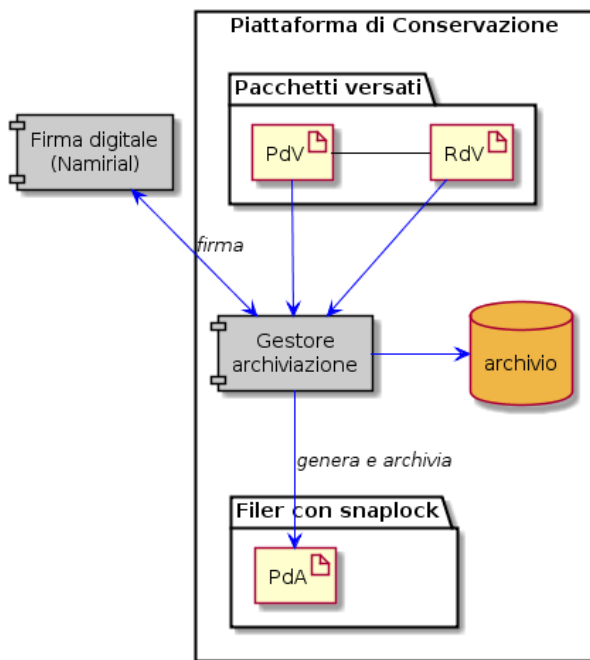 Piattaforma di Conservazione
Pacchetti versati
PdV
RdV
Firma digitale
(Namirial)
firma
Gestore
archiviazione
archivio
genera e archivia
Filer con snaplock
PdA